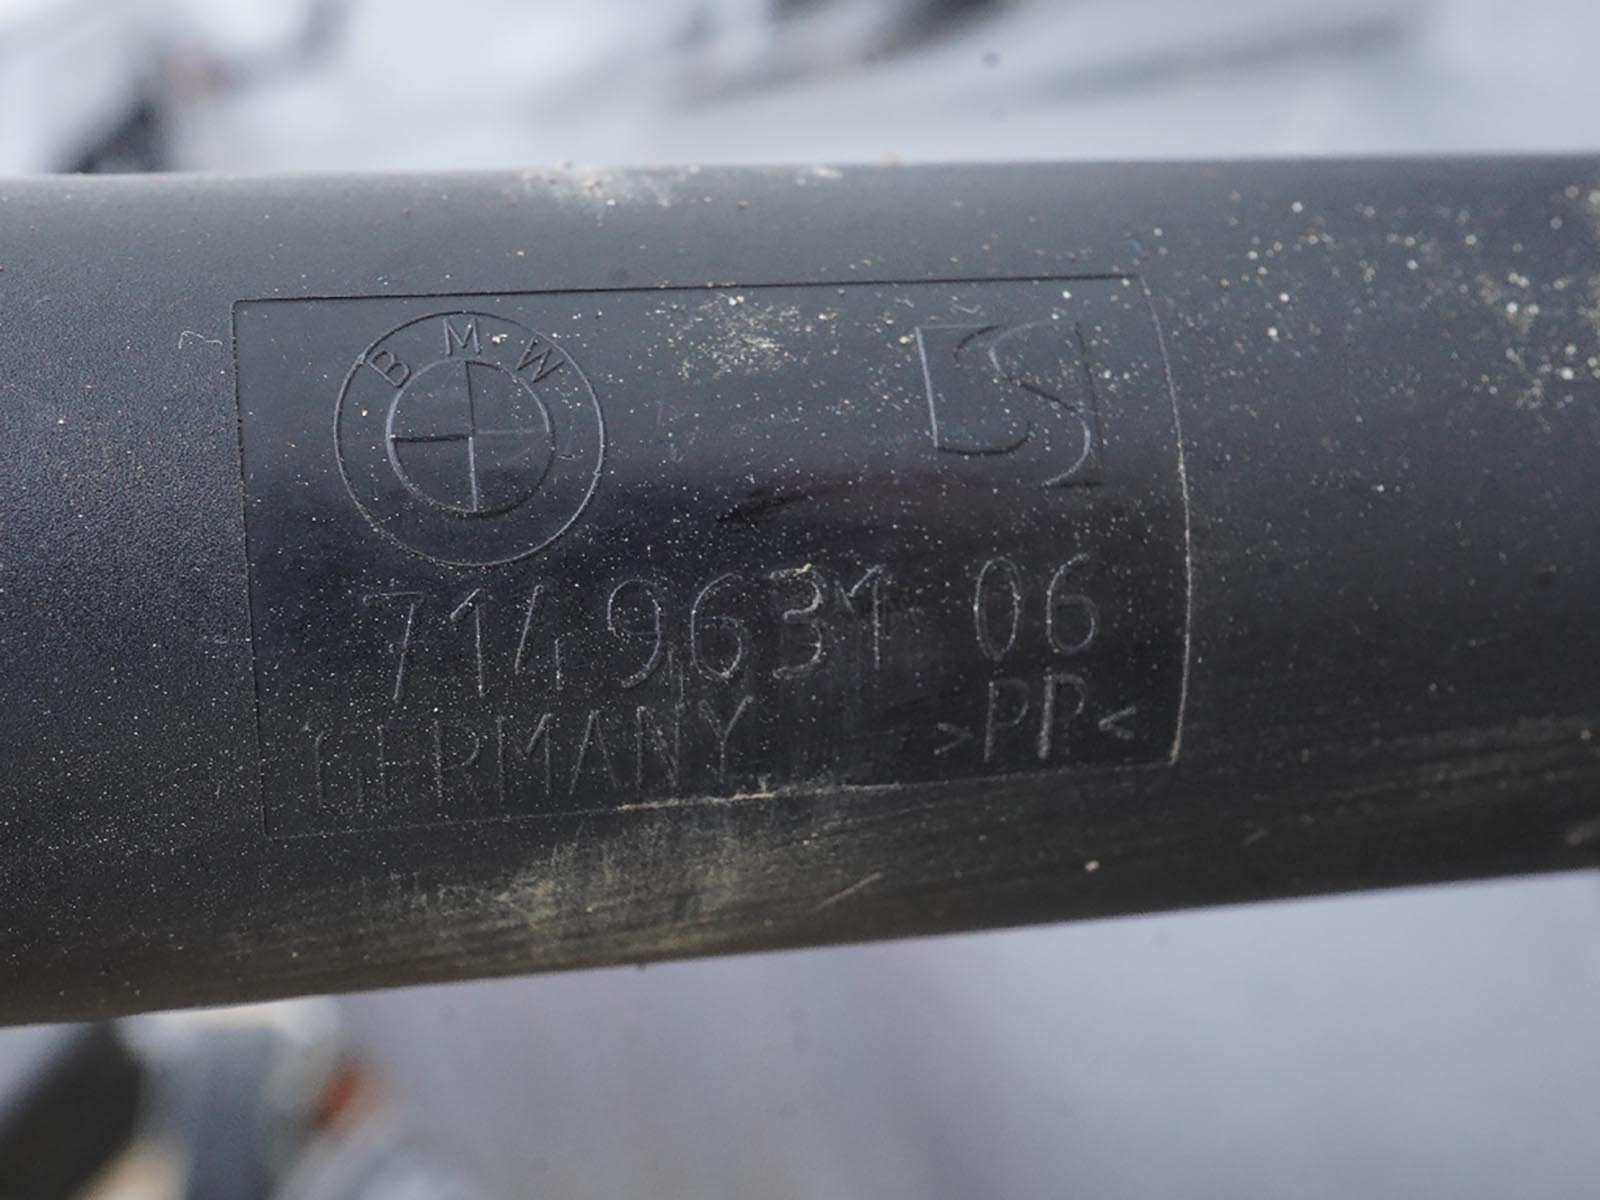 BMW
7149631 06
GERMANY >PP<